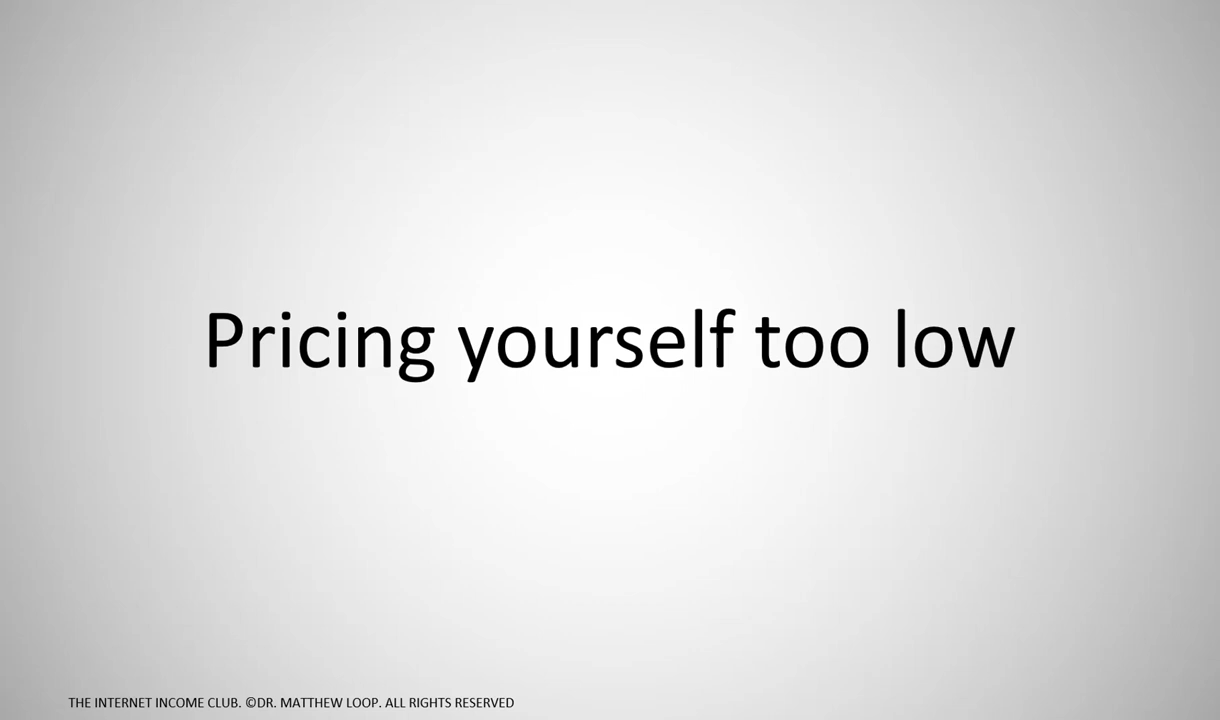 Pricing yourself too low
THE INTERNET INCOME CLUB. ©DR. MATTHEW LOOP. ALL RIGHTS RESERVED